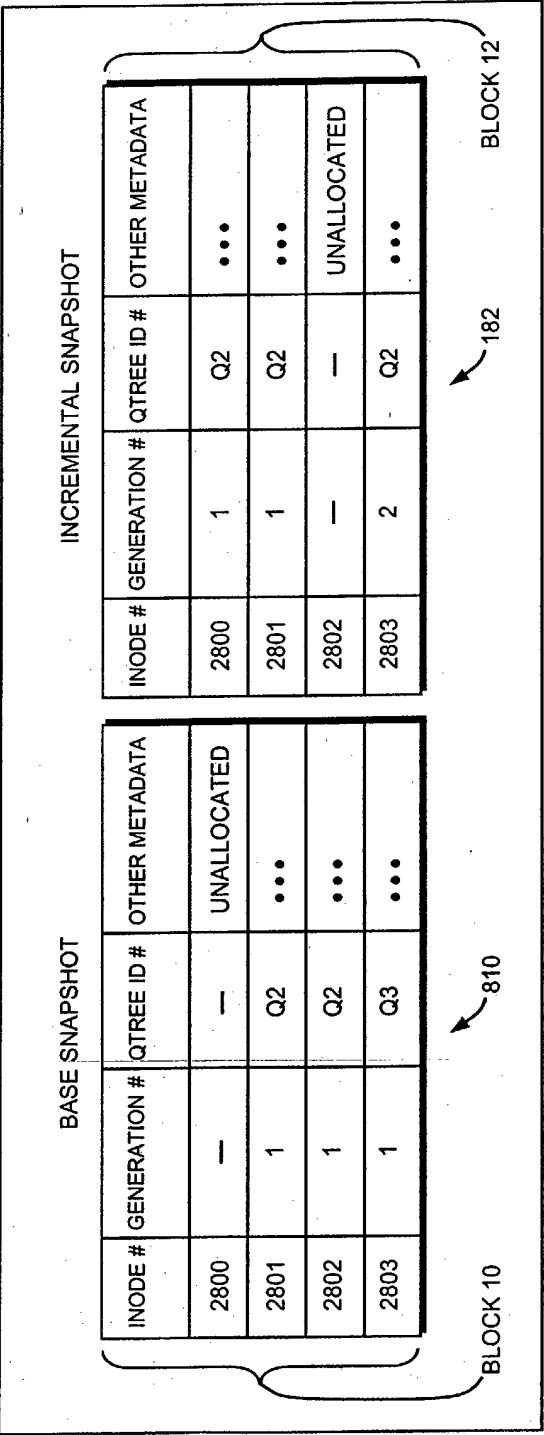 BASE SNAPSHOT
INODE # GENERATION # QTREE ID # OTHER METADATA
2800 — — UNALLOCATED
2801 1 Q2 •••
2802 1 Q2 •••
2803 1 Q3 •••
BLOCK 10
810
INCREMENTAL SNAPSHOT
INODE # GENERATION # QTREE ID # OTHER METADATA
2800 1 Q2 •••
2801 1 Q2 •••
2802 — — UNALLOCATED
2803 2 Q2 •••
182
BLOCK 12